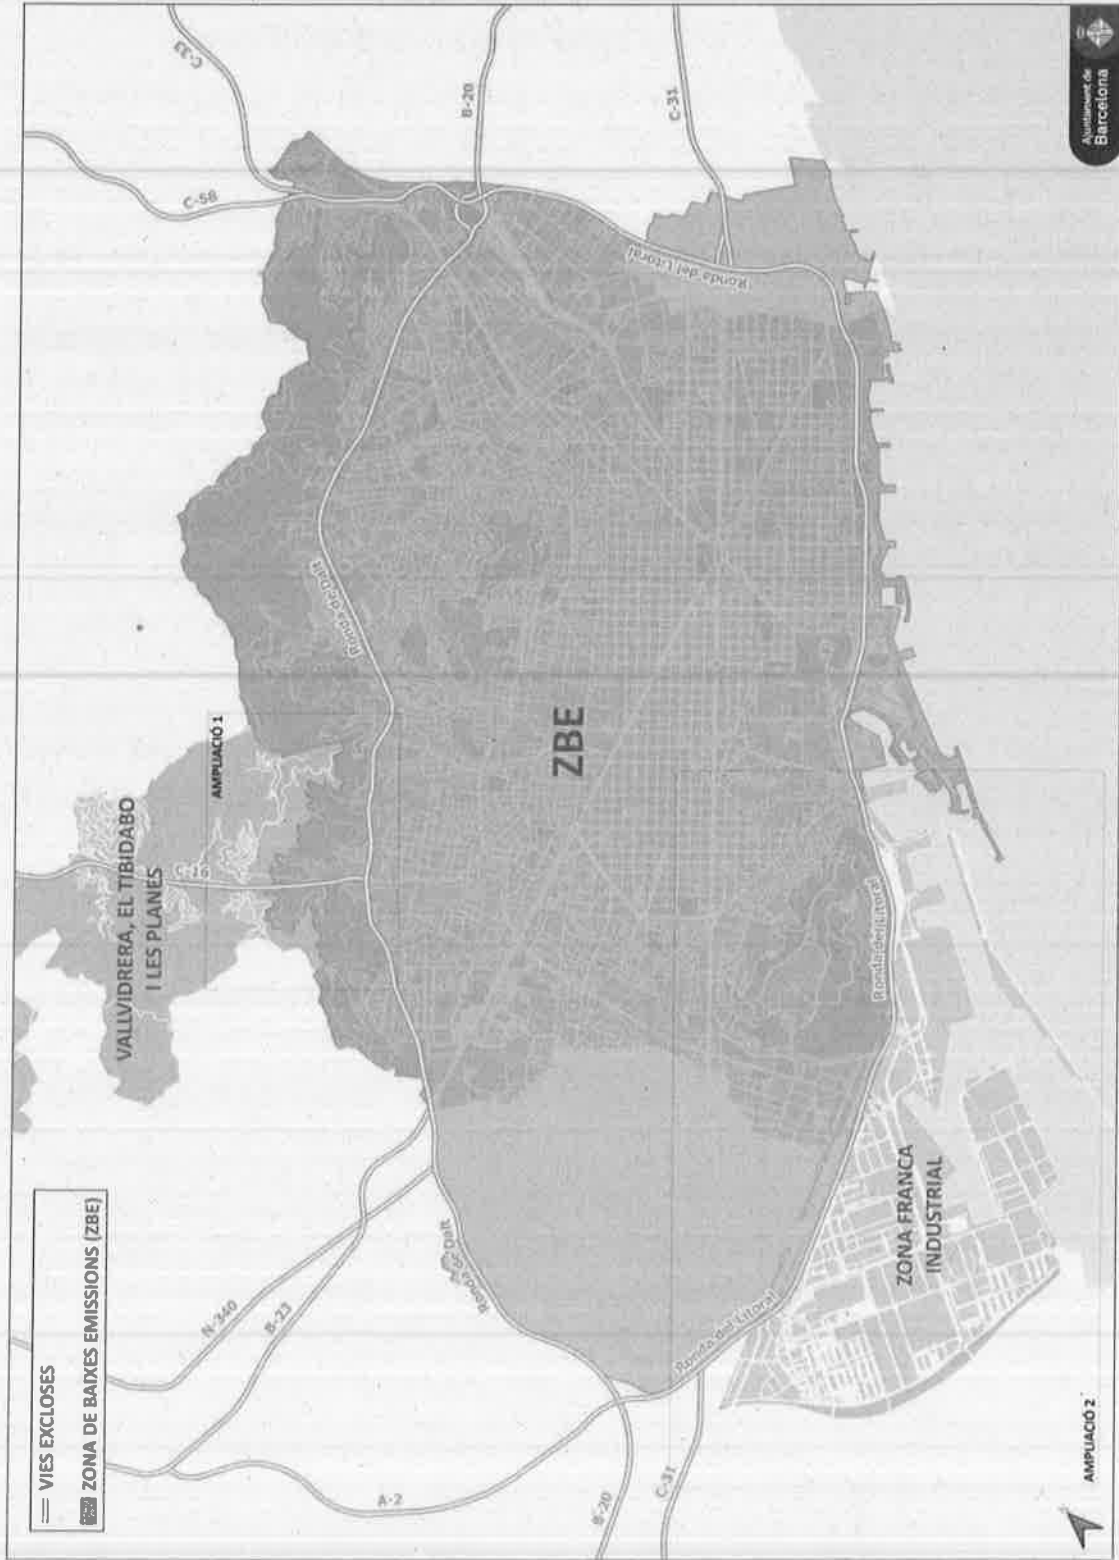 VIES EXCLOSES
ZONA DE BAIXES EMISSIONS (ZBE)
VALLVIDRERA, EL TIBIDABO
I LES PLANES
AMPLIACIÓ 1
C-16
C-58
C-33
B-20
C-31
N-340
B-23
A-2
B-20
C-31
Ronda de Dalt
Ronda de Dalt
Ronda del Litoral
Ronda del Litoral
Ronda del Litoral
ZBE
ZONA FRANCA
INDUSTRIAL
AMPLIACIÓ 2
Ajuntament de
Barcelona